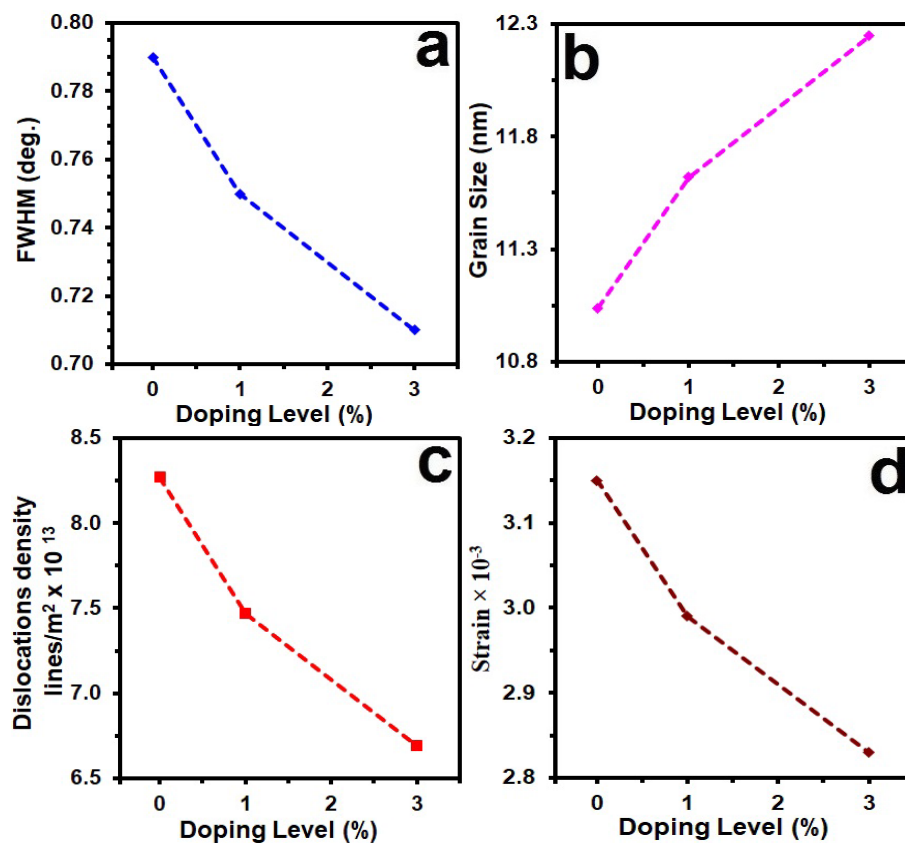 a
FWHM (deg.)
0.80
0.78
0.76
0.74
0.72
0.70
0 1 2 3
Doping Level (%)
b
Grain Size (nm)
12.3
11.8
11.3
10.8
0 1 2 3
Doping Level (%)
c
Dislocations density
lines/m² x 10 ¹³
8.5
8.0
7.5
7.0
6.5
0 1 2 3
Doping Level (%)
d
Strain × 10⁻³
3.2
3.1
3.0
2.9
2.8
0 1 2 3
Doping Level (%)